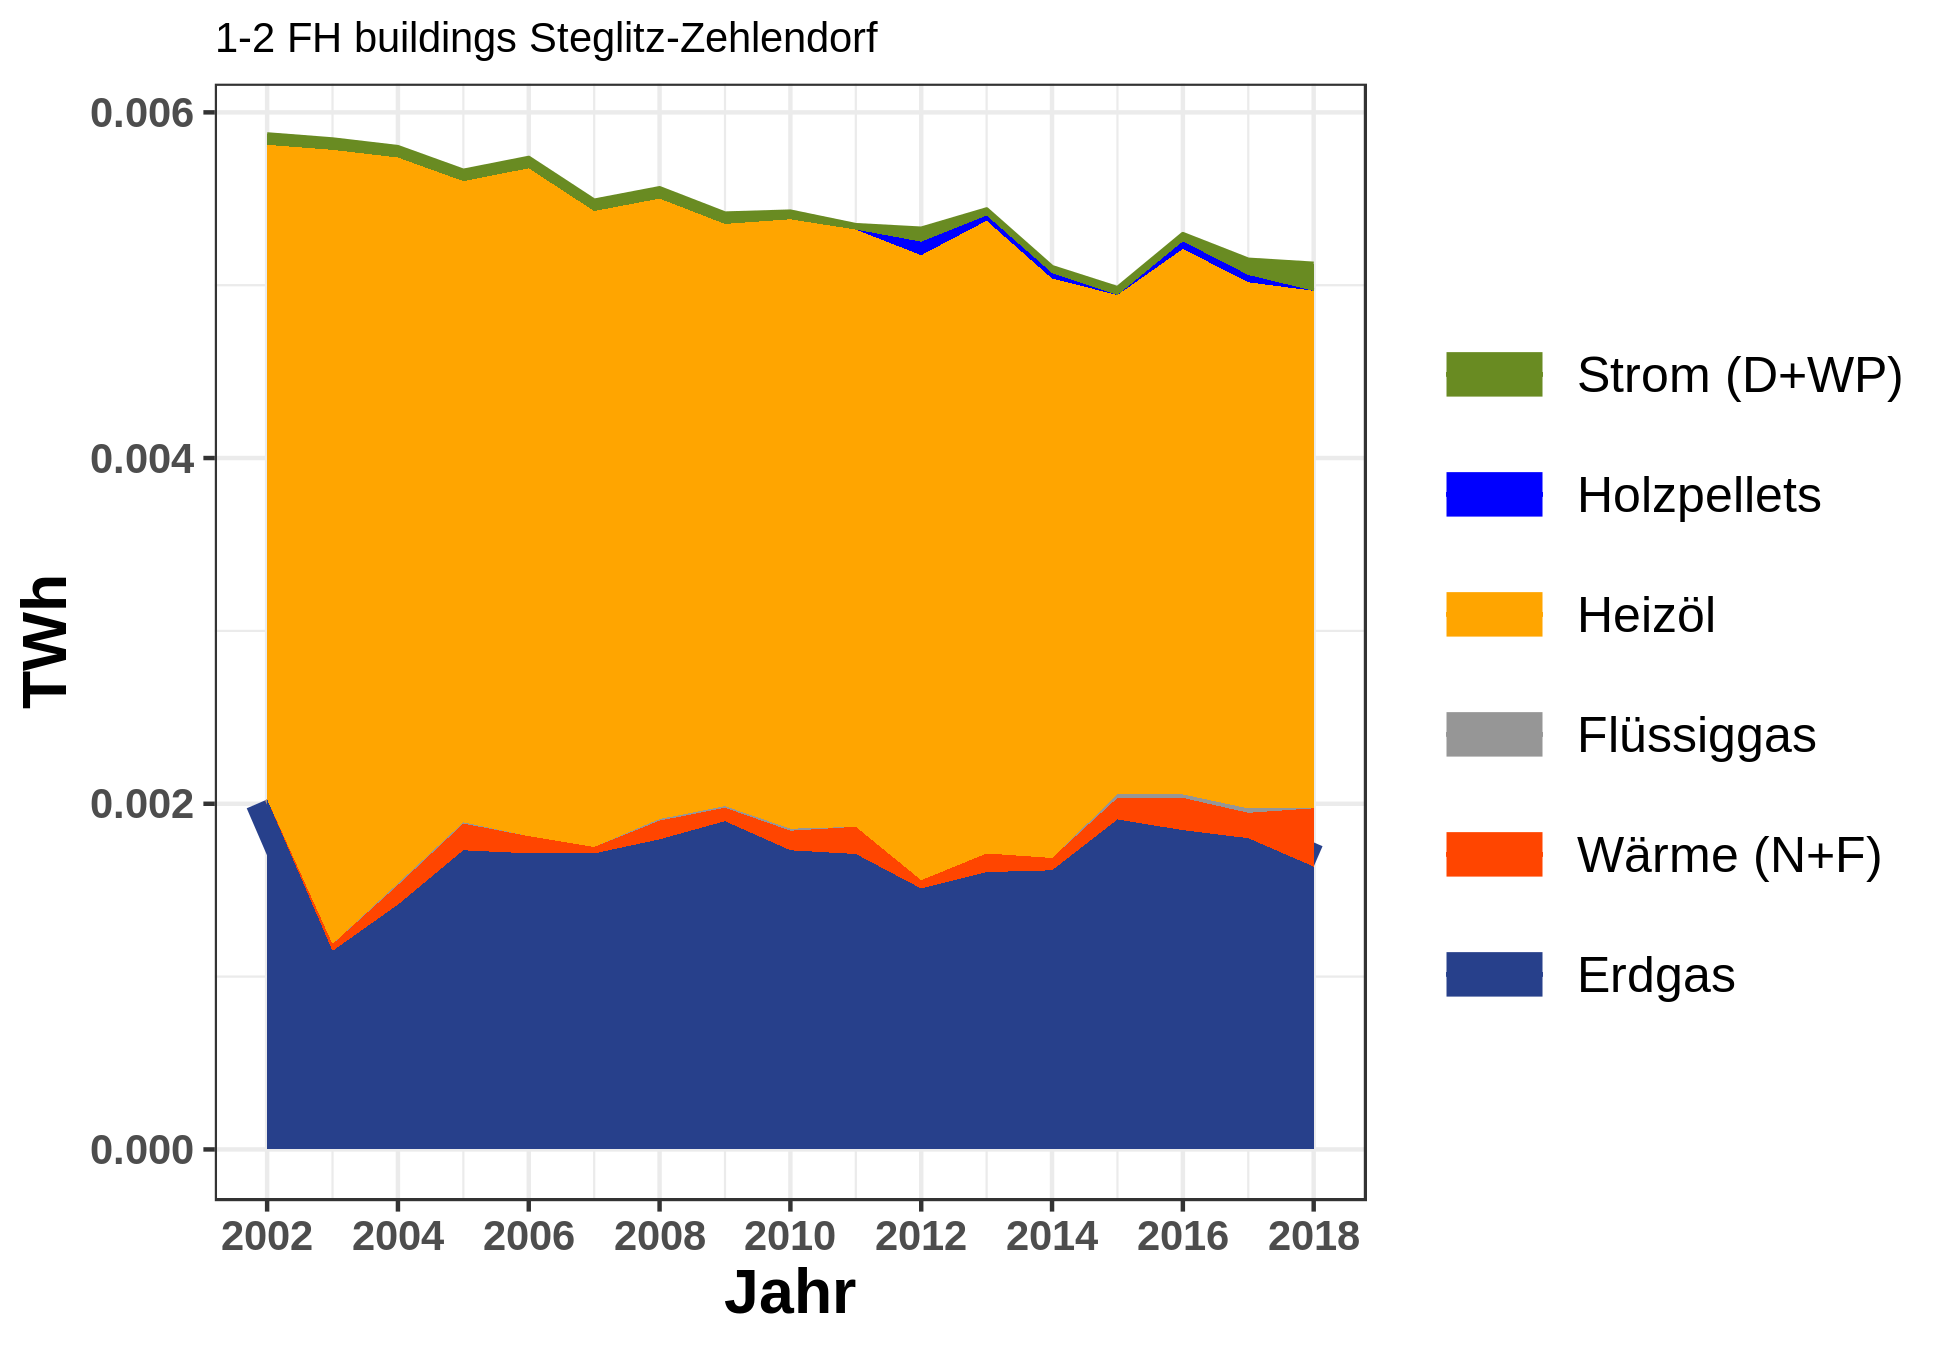 1-2 FH buildings Steglitz-Zehlendorf
0.006
0.004
0.002
0.000
TWh
2002 2004 2006 2008 2010 2012 2014 2016 2018
Jahr
Strom (D+WP)
Holzpellets
Heizöl
Flüssiggas
Wärme (N+F)
Erdgas